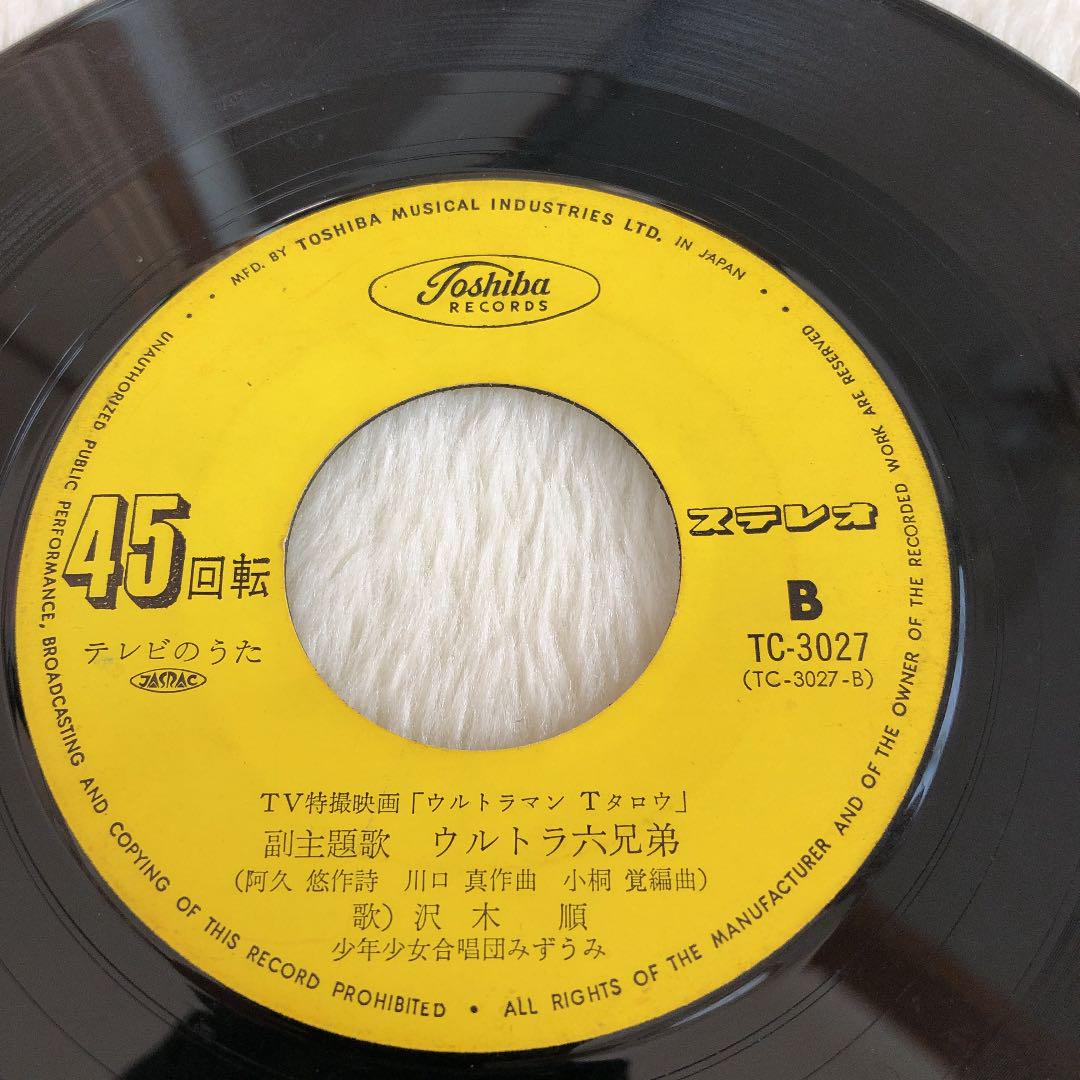 MFD. BY TOSHIBA MUSICAL INDUSTRIES LTD. IN JAPAN
Toshiba
RECORDS
45回転
テレビのうた
JASRAC
ステレオ
B
TC-3027
(TC-3027-B)
TV特撮映画「ウルトラマン Tタロウ」
副主題歌 ウルトラ六兄弟
(阿久 悠作詩 川口 真作曲 小桐 覚編曲)
歌) 沢木 順
少年少女合唱団みずうみ
UNAUTHORIZED PUBLIC PERFORMANCE, BROADCASTING AND COPYING OF THIS RECORD PROHIBITED • ALL RIGHTS OF THE MANUFACTURER AND OF THE OWNER OF THE RECORDED WORK ARE RESERVED